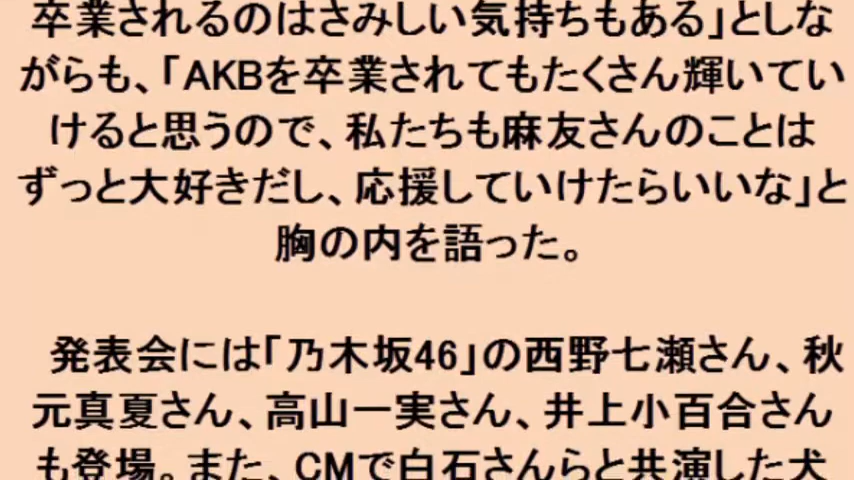 卒業されるのはさみしい気持ちもある」としな
がらも、「AKBを卒業されてもたくさん輝いてい
けると思うので、私たちも麻友さんのことは
ずっと大好きだし、応援していけたらいいな」と
胸の内を語った。
発表会には「乃木坂46」の西野七瀬さん、秋
元真夏さん、高山一実さん、井上小百合さん
も登場。また、CMで白石さんらと共演した犬